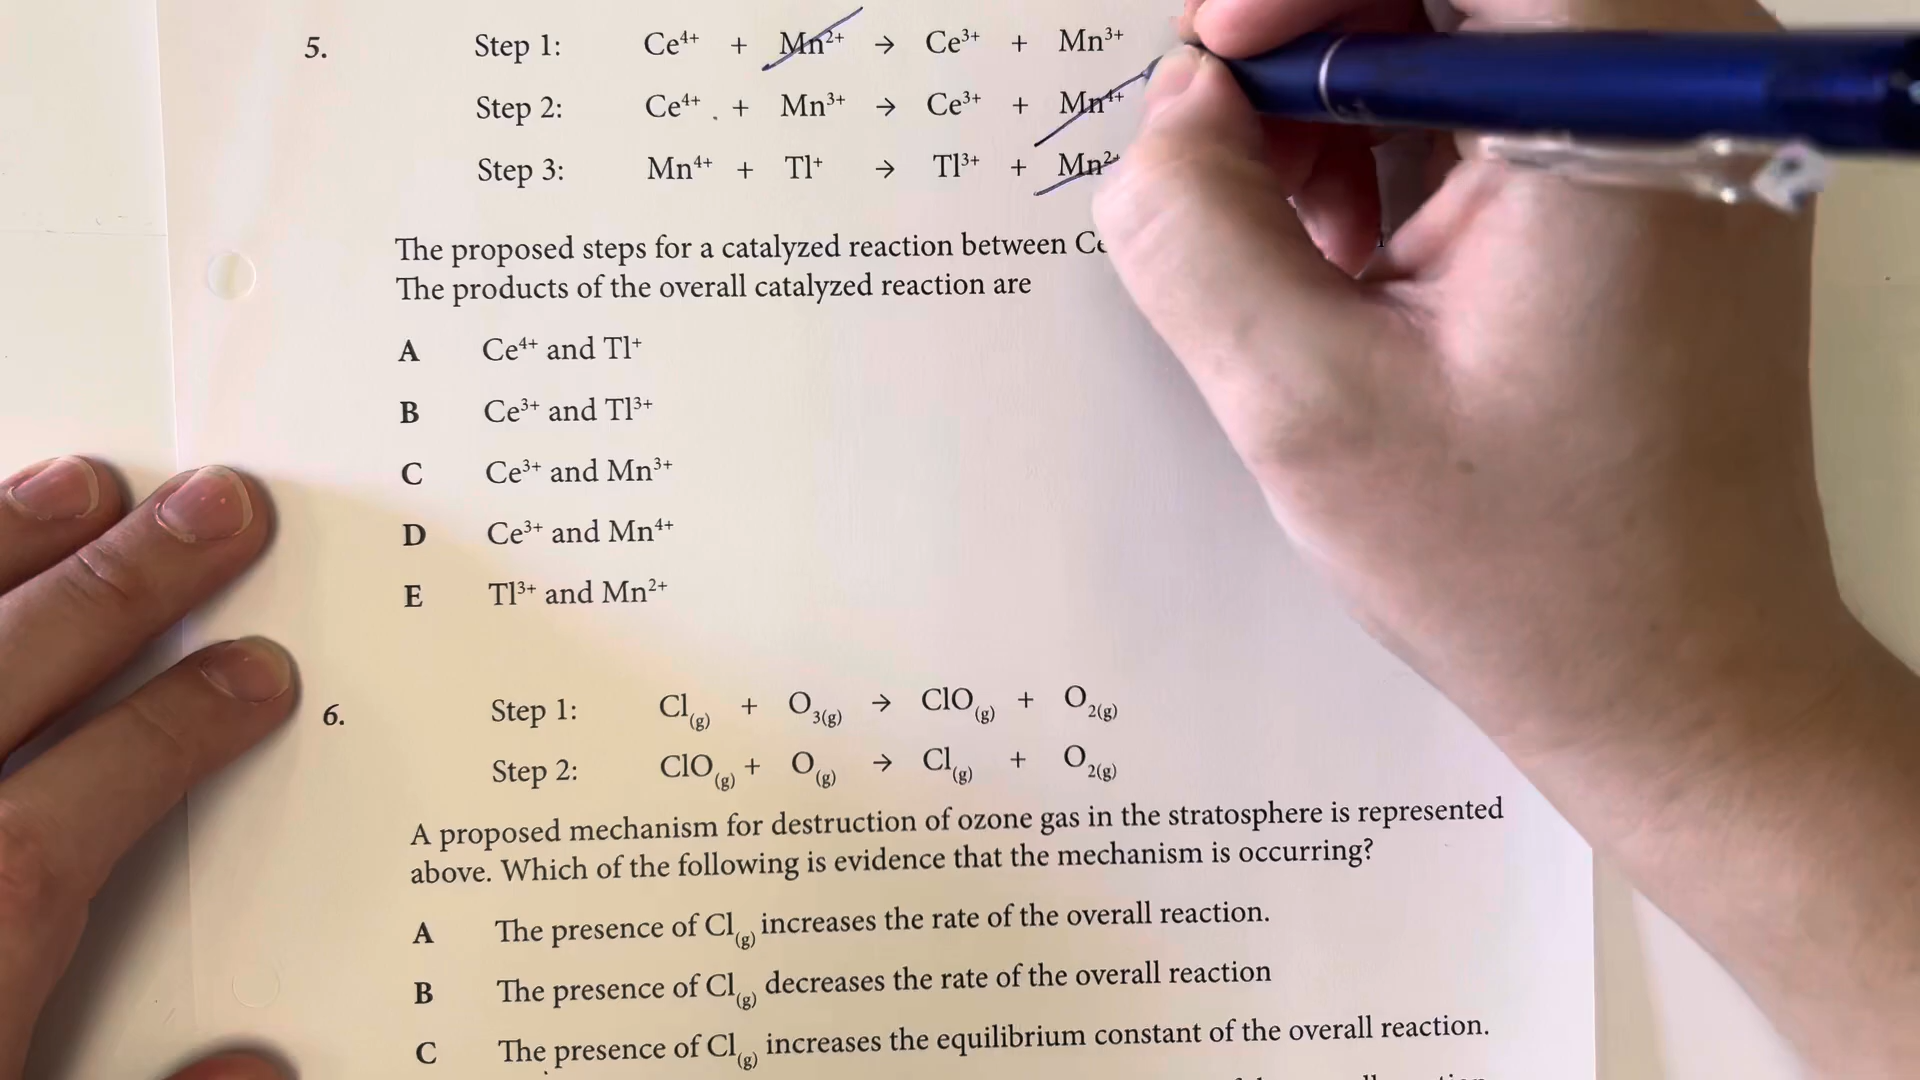 5. Step 1: Ce⁴⁺ + Mn²⁺ → Ce³⁺ + Mn³⁺
Step 2: Ce⁴⁺ + Mn³⁺ → Ce³⁺ + Mn⁴⁺
Step 3: Mn⁴⁺ + Tl⁺ → Tl³⁺ + Mn²⁺
The proposed steps for a catalyzed reaction between
The products of the overall catalyzed reaction are
A Ce⁴⁺ and Tl⁺
B Ce³⁺ and Tl³⁺
C Ce³⁺ and Mn³⁺
D Ce³⁺ and Mn⁴⁺
E Tl³⁺ and Mn²⁺
6. Step 1: Cl(g) + O₃(g) → ClO(g) + O₂(g)
Step 2: ClO(g) + O(g) → Cl(g) + O₂(g)
A proposed mechanism for destruction of ozone gas in the stratosphere is represented
above. Which of the following is evidence that the mechanism is occurring?
A The presence of Cl(g) increases the rate of the overall reaction.
B The presence of Cl(g) decreases the rate of the overall reaction
C The presence of Cl(g) increases the equilibrium constant of the overall reaction.